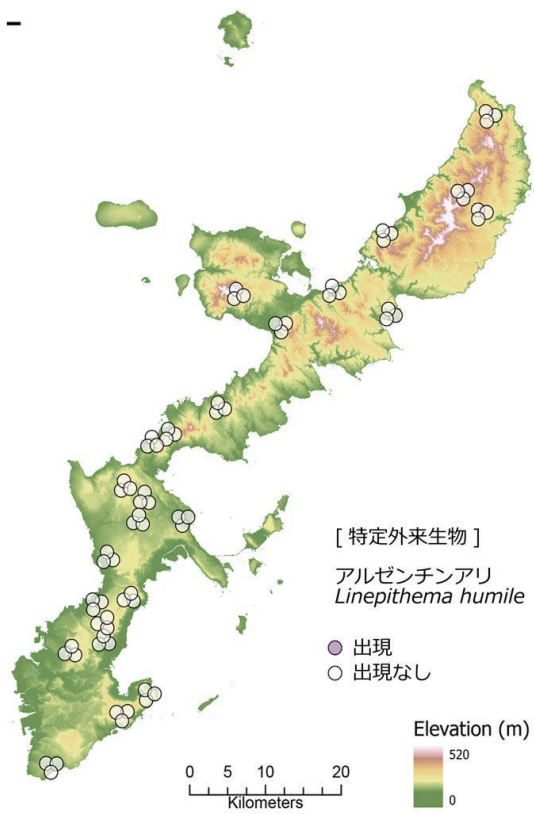 [ 特定外来生物 ]
アルゼンチンアリ
Linepithema humile
出現
出現なし
Elevation (m)
520
0
0 5 10 20
Kilometers